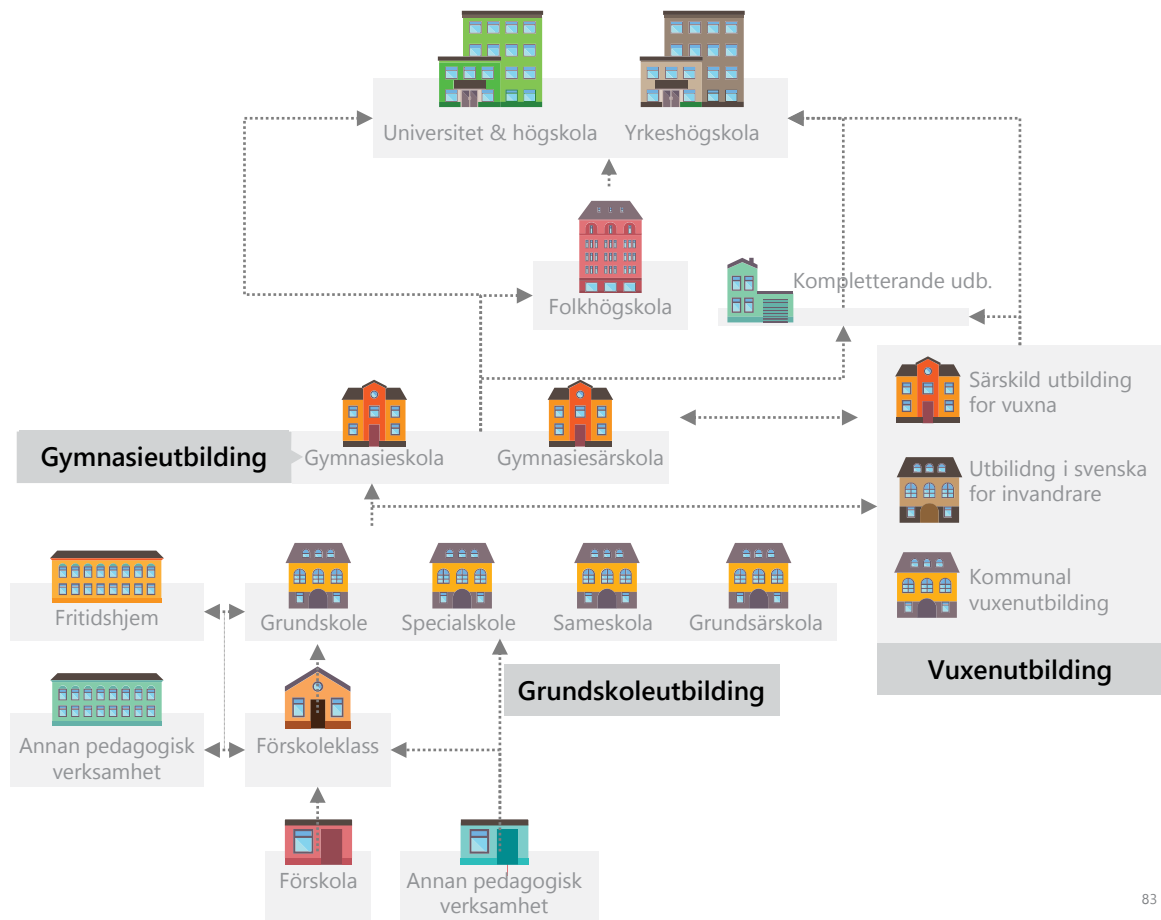 Universitet & högskola
Yrkeshögskola
Folkhögskola
Kompletterande udb.
Särskild utbilding
for vuxna
Gymnasieutbilding
Gymnasieskola
Gymnasiesärskola
Utbilidng i svenska
for invandrare
Kommunal
vuxenutbilding
Fritidshjem
Grundskole
Specialskole
Sameskola
Grundsärskola
Vuxenutbilding
Grundskoleutbilding
Annan pedagogisk
verksamhet
Förskoleklass
Förskola
Annan pedagogisk
verksamhet
83